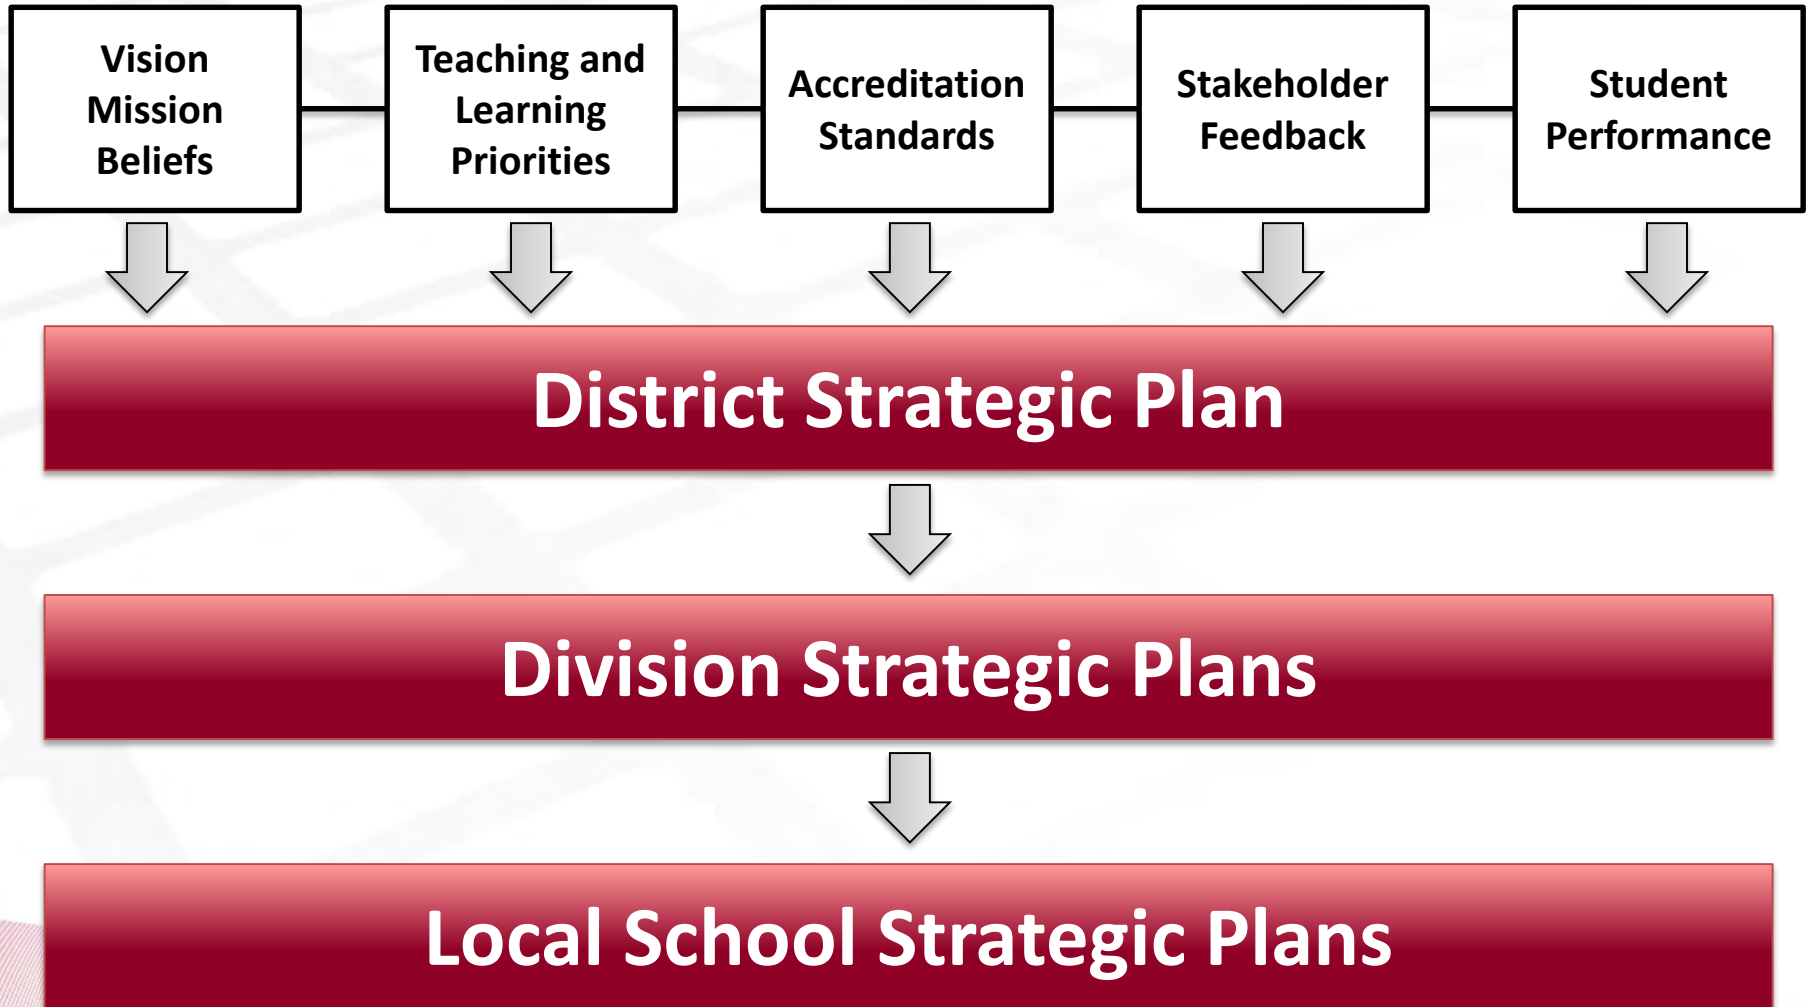 Vision
Mission
Beliefs
Teaching and
Learning
Priorities
Accreditation
Standards
Stakeholder
Feedback
Student
Performance
District Strategic Plan
Division Strategic Plans
Local School Strategic Plans